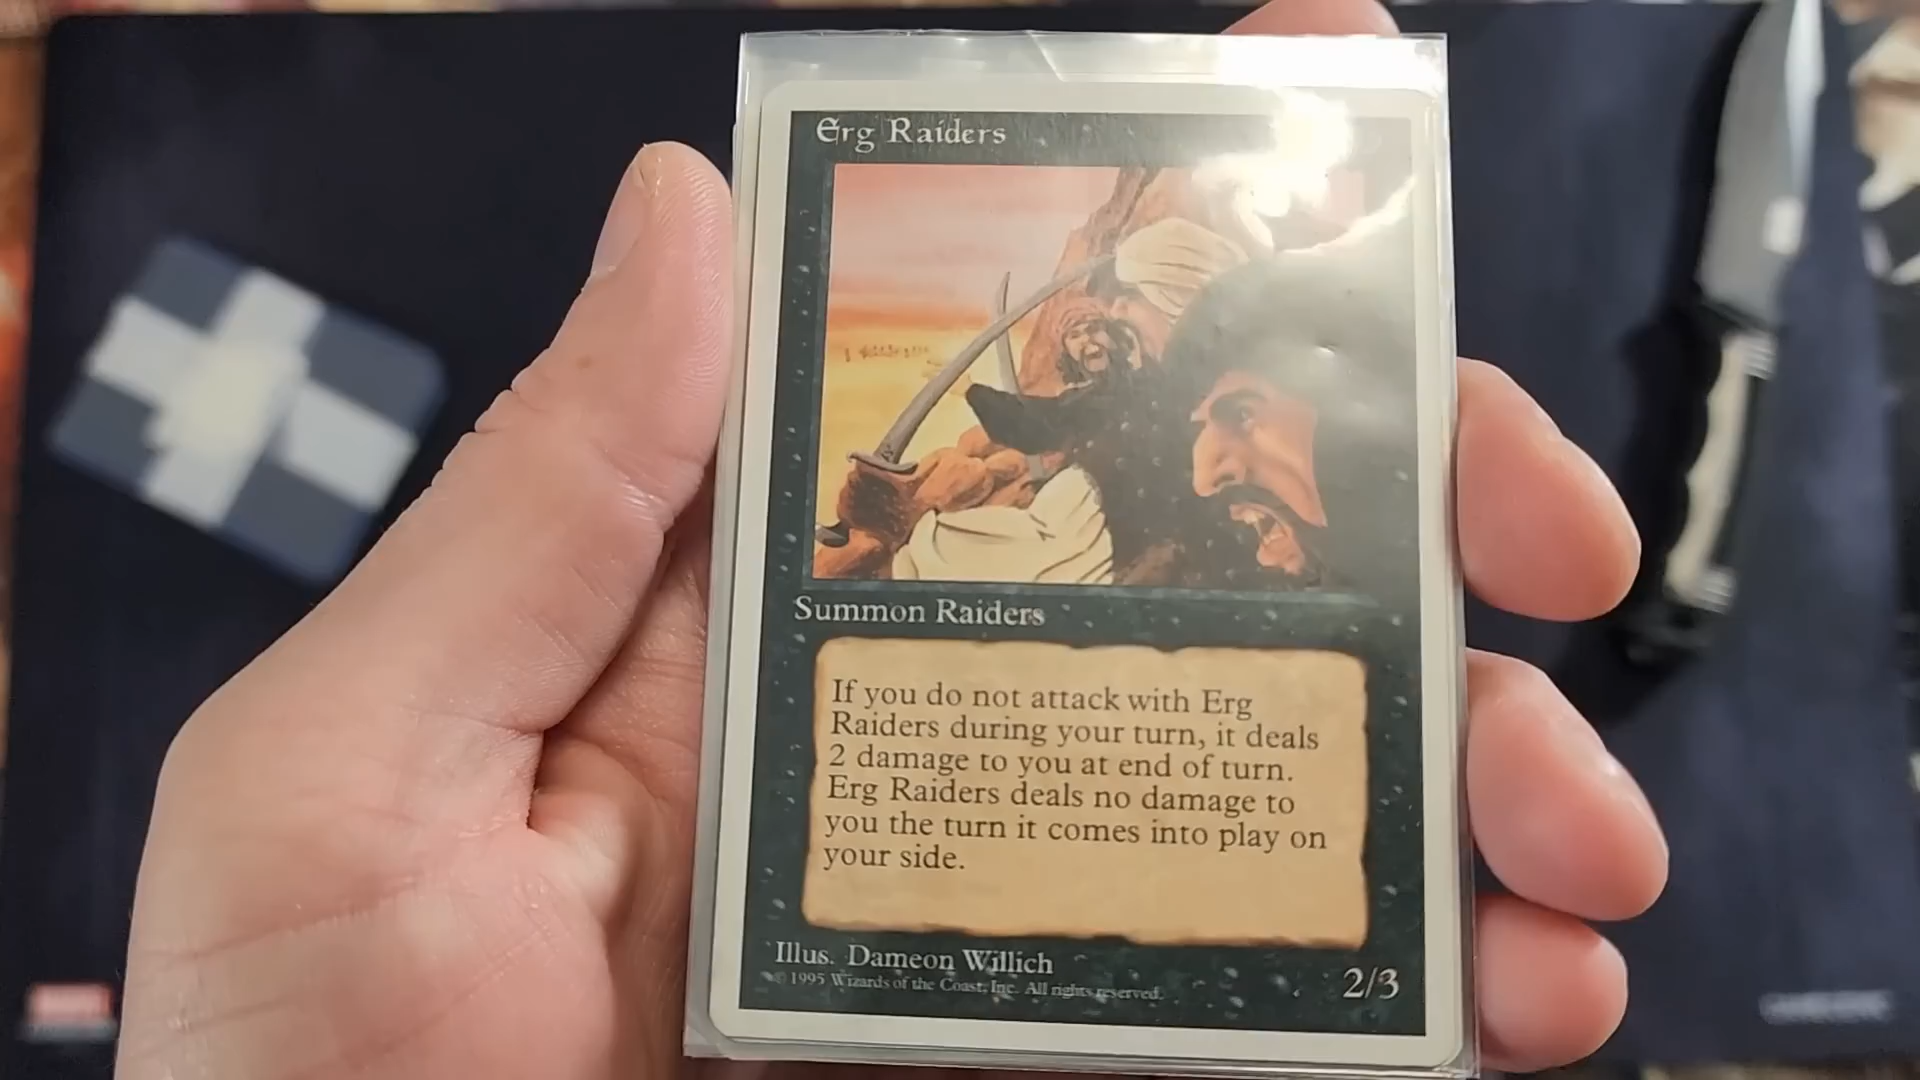 Erg Raiders
Summon Raiders
If you do not attack with Erg
Raiders during your turn, it deals
2 damage to you at end of turn.
Erg Raiders deals no damage to
you the turn it comes into play on
your side.
Illus. Dameon Willich
© 1995 Wizards of the Coast, Inc. All rights reserved.
2/3